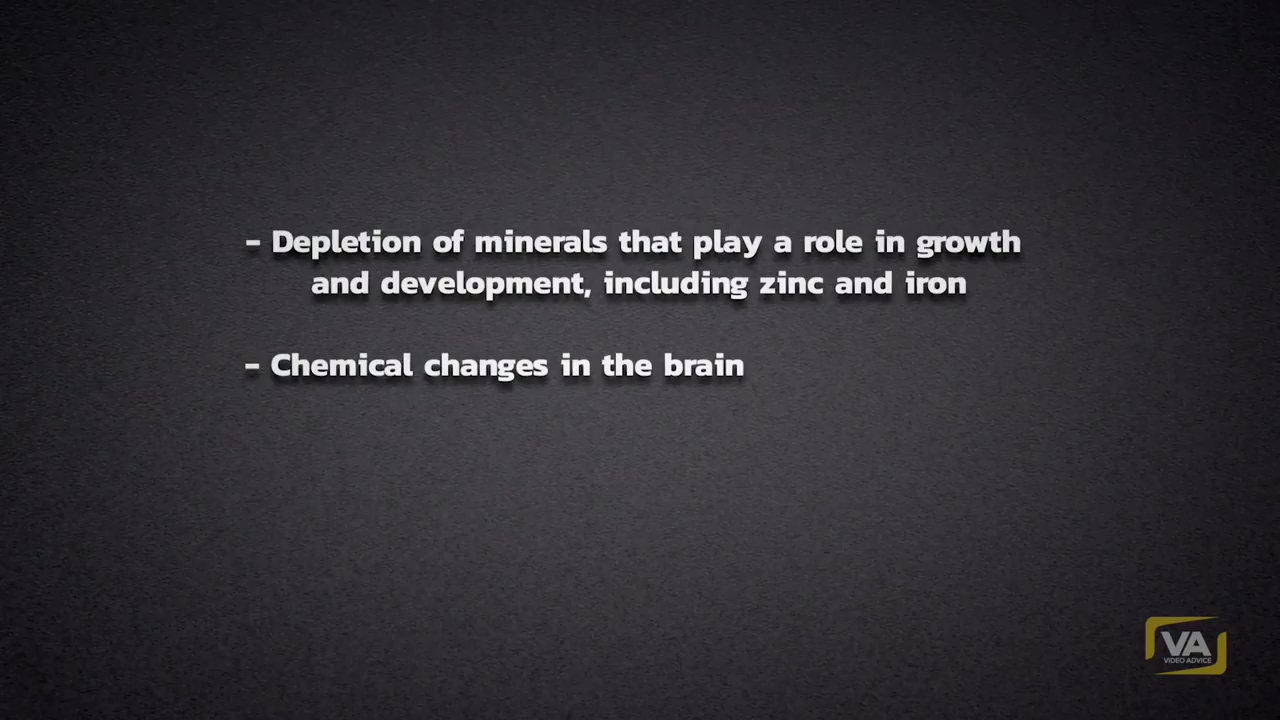 - Depletion of minerals that play a role in growth
and development, including zinc and iron
- Chemical changes in the brain
VA
VIDEO ADVICE